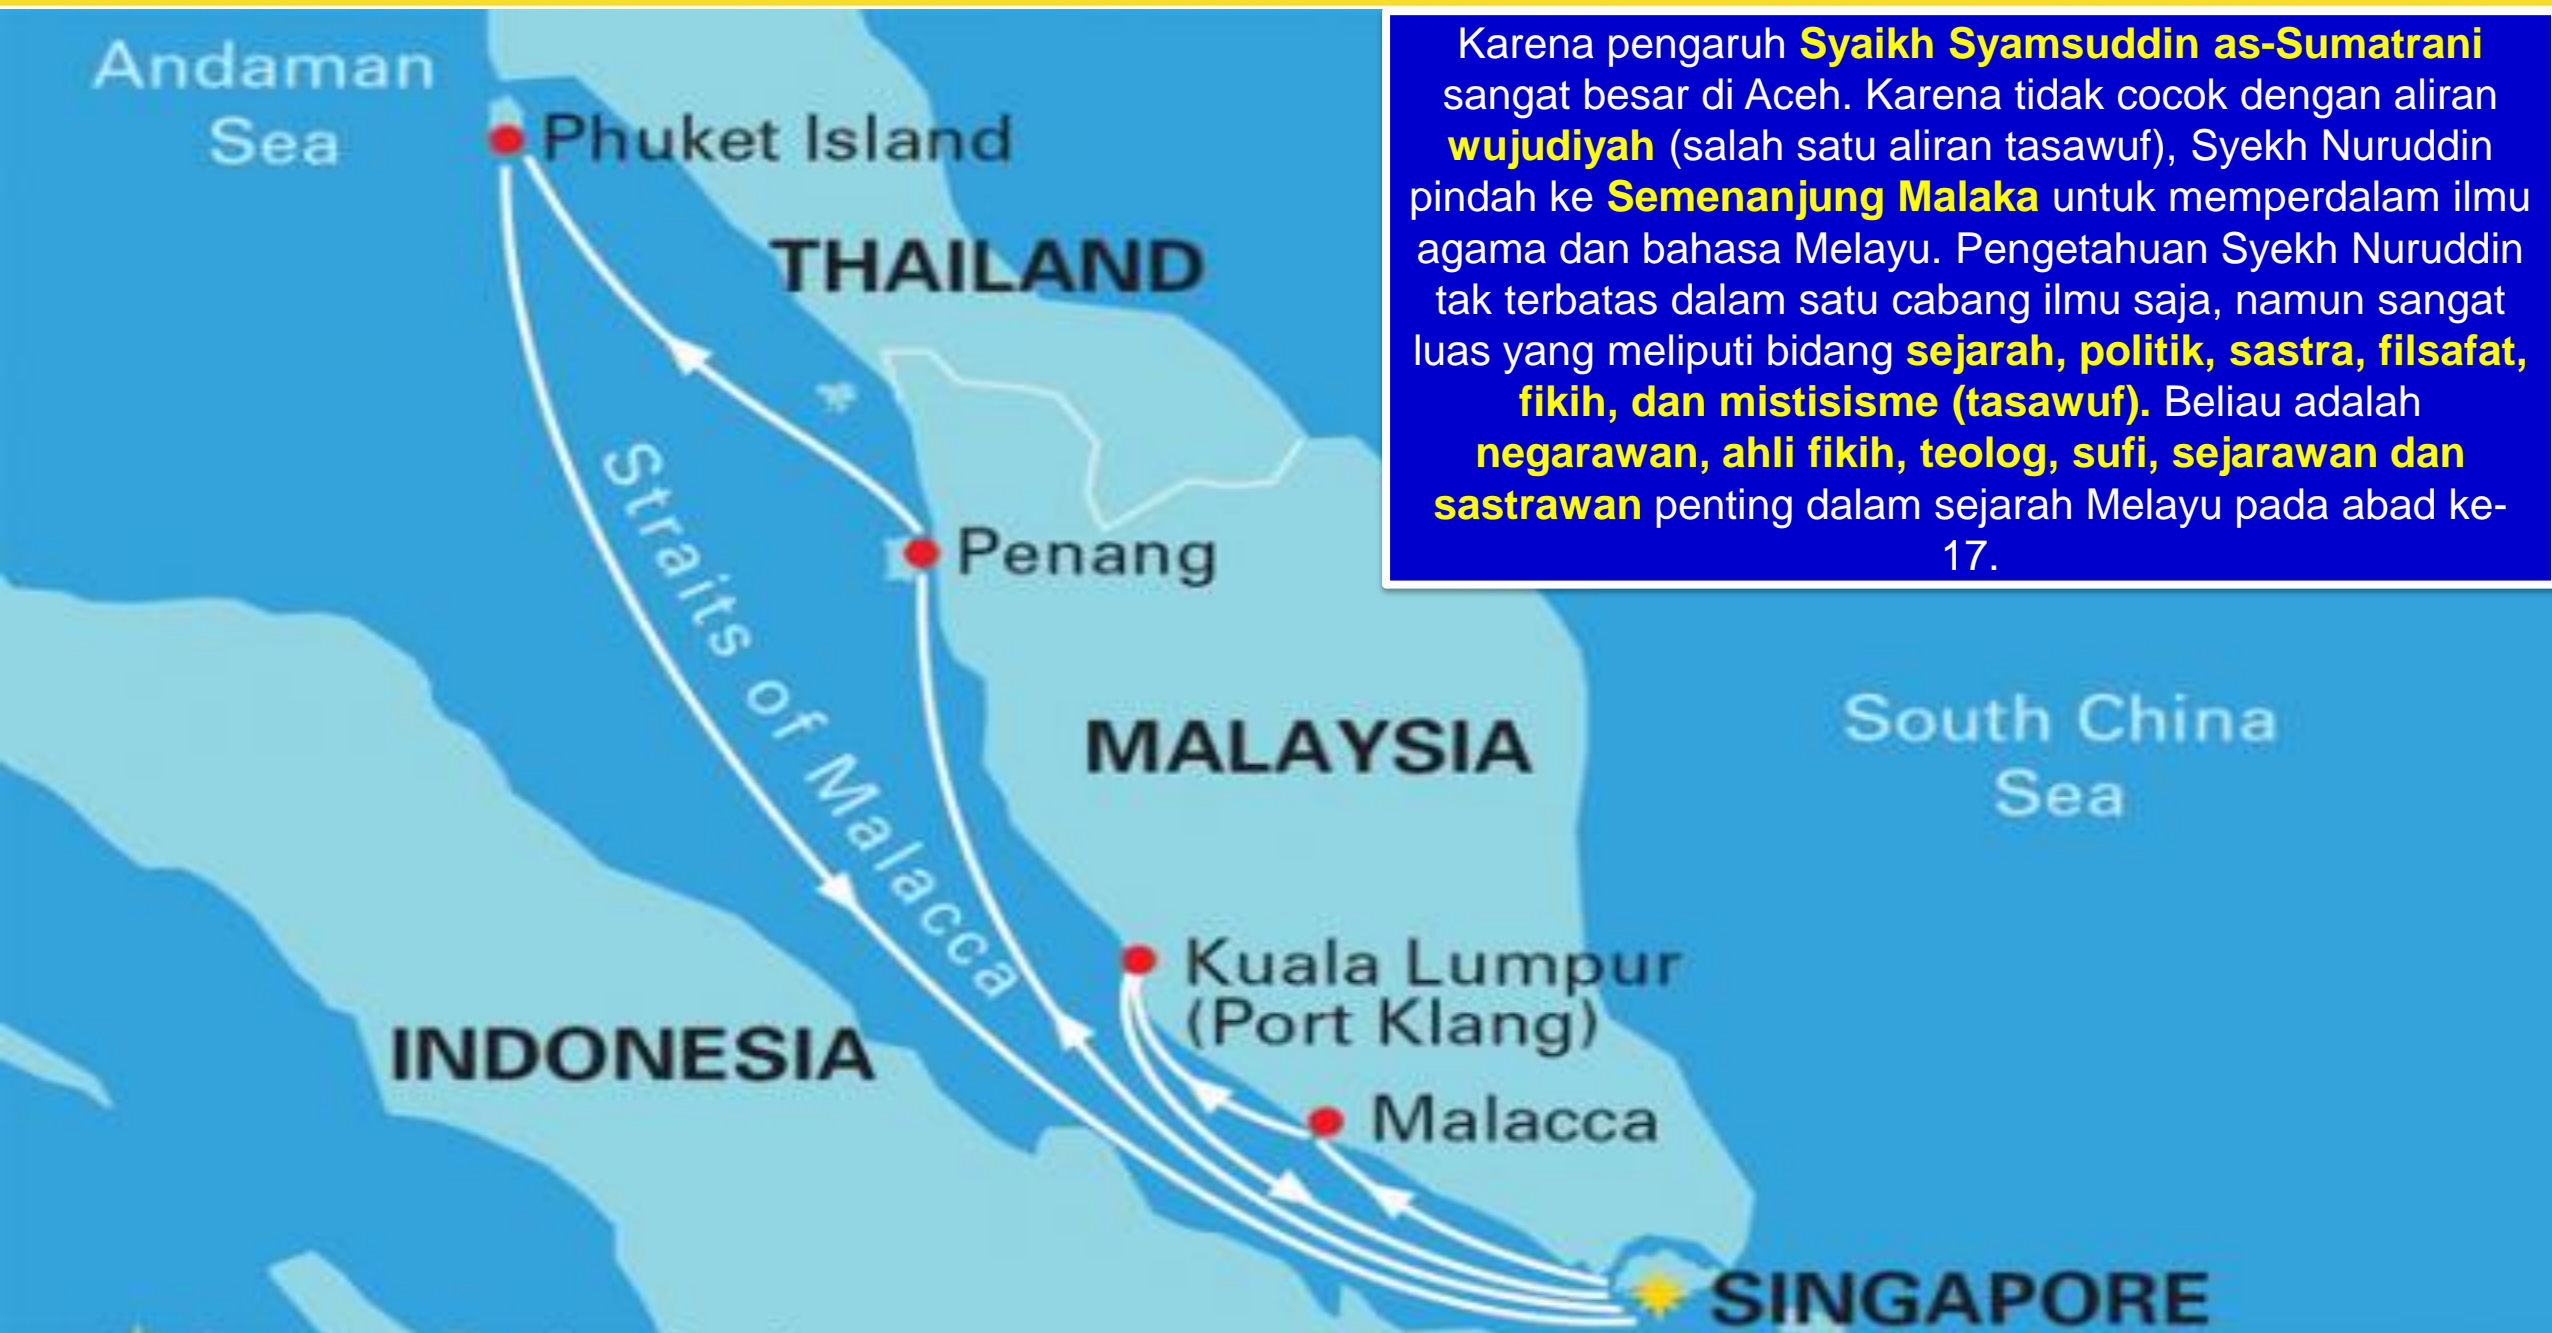 Karena pengaruh Syaikh Syamsuddin as-Sumatrani
sangat besar di Aceh. Karena tidak cocok dengan aliran
wujudiyah (salah satu aliran tasawuf), Syekh Nuruddin
pindah ke Semenanjung Malaka untuk memperdalam ilmu
agama dan bahasa Melayu. Pengetahuan Syekh Nuruddin
tak terbatas dalam satu cabang ilmu saja, namun sangat
luas yang meliputi bidang sejarah, politik, sastra, filsafat,
fikih, dan mistisisme (tasawuf). Beliau adalah
negarawan, ahli fikih, teolog, sufi, sejarawan dan
sastrawan penting dalam sejarah Melayu pada abad ke-
17.
Andaman
Sea
Phuket Island
THAILAND
Straits of Malacca
Penang
MALAYSIA
South China
Sea
Kuala Lumpur
(Port Klang)
INDONESIA
Malacca
SINGAPORE